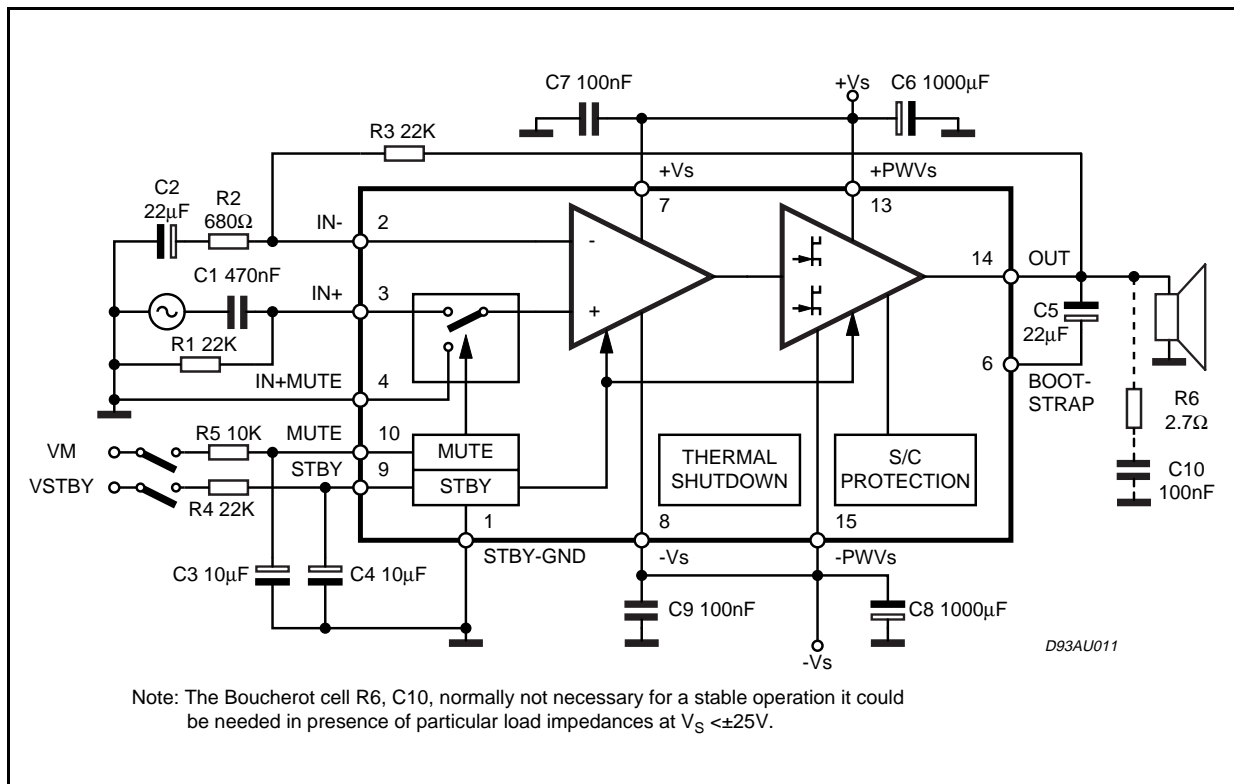 C7 100nF
+Vs
C6 1000µF
R3 22K
+Vs
+PWVs
C2
22µF
R2
680Ω
IN-
2
7
13
-
C1 470nF
IN+
3
+
14
OUT
C5
22µF
R1 22K
IN+MUTE
4
6
BOOT-
STRAP
R6
2.7Ω
VM
R5 10K
MUTE
10
MUTE
THERMAL
SHUTDOWN
S/C
PROTECTION
C10
100nF
VSTBY
R4 22K
STBY
9
STBY
1
8
15
STBY-GND
-Vs
-PWVs
C3 10µF
C4 10µF
C9 100nF
C8 1000µF
-Vs
D93AU011
Note: The Boucherot cell R6, C10, normally not necessary for a stable operation it could
be needed in presence of particular load impedances at VS <±25V.